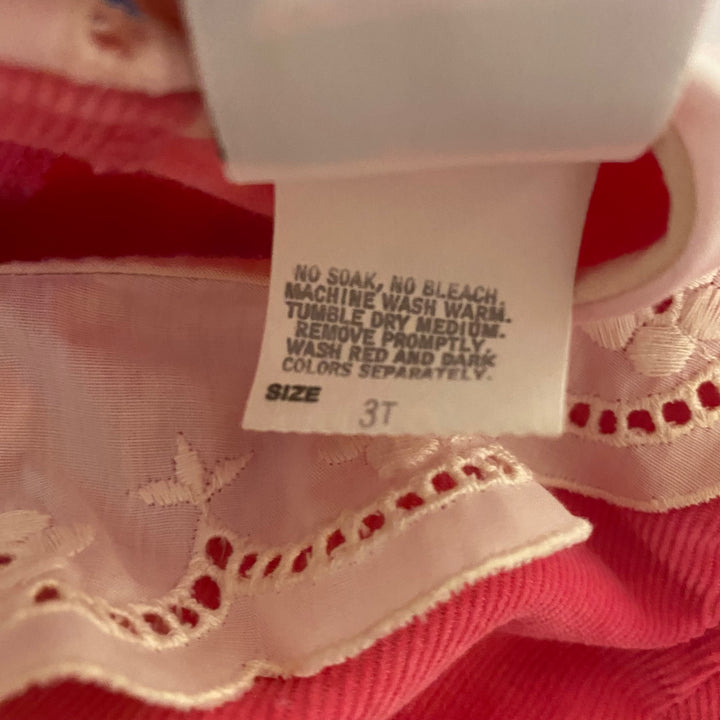 NO SOAK, NO BLEACH,
MACHINE WASH WARM.
TUMBLE DRY MEDIUM.
REMOVE PROMPTLY.
WASH RED AND DARK
COLORS SEPARATELY.
SIZE
3T